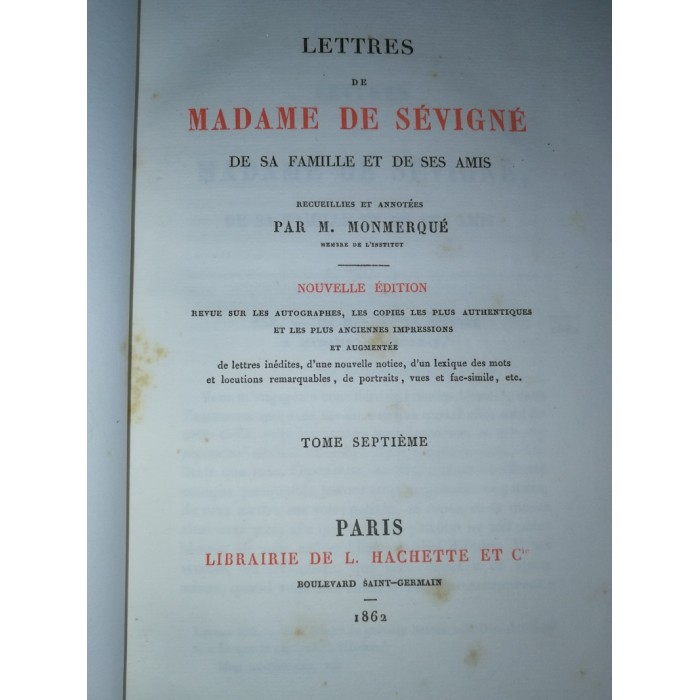 LETTRES
DE
MADAME DE SÉVIGNÉ
DE SA FAMILLE ET DE SES AMIS
RECUEILLIES ET ANNOTÉES
PAR M. MONMERQUÉ
MEMBRE DE L'INSTITUT
NOUVELLE ÉDITION
REVUE SUR LES AUTOGRAPHES, LES COPIES LES PLUS AUTHENTIQUES
ET LES PLUS ANCIENNES IMPRESSIONS
ET AUGMENTÉE
de lettres inédites, d'une nouvelle notice, d'un lexique des mots
et locutions remarquables, de portraits, vues et fac-simile, etc.
TOME SEPTIÈME
PARIS
LIBRAIRIE DE L. HACHETTE ET Cie
BOULEVARD SAINT-GERMAIN
1862